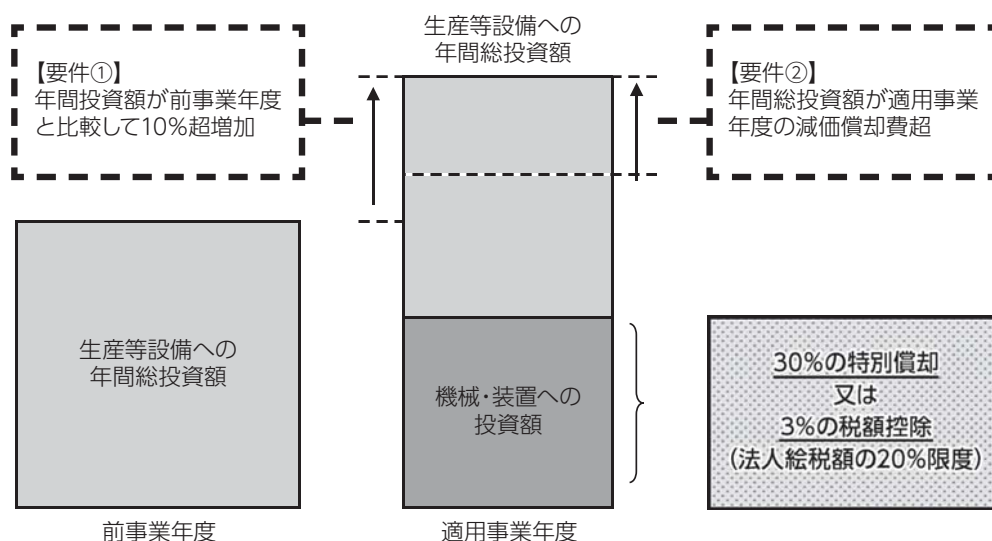 生産等設備への
年間総投資額
【要件①】
年間投資額が前事業年度
と比較して10%超増加
【要件②】
年間総投資額が適用事業
年度の減価償却費超
生産等設備への
年間総投資額
機械・装置への
投資額
30%の特別償却
又は
3%の税額控除
(法人絵税額の20%限度)
前事業年度
適用事業年度